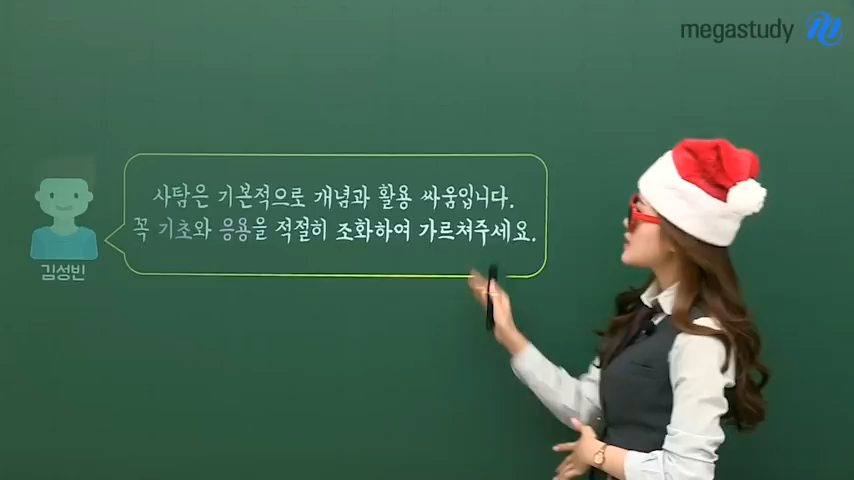 megastudy
사탐은 기본적으로 개념과 활용 싸움입니다.
꼭 기초와 응용을 적절히 조화하여 가르쳐주세요.
김성빈